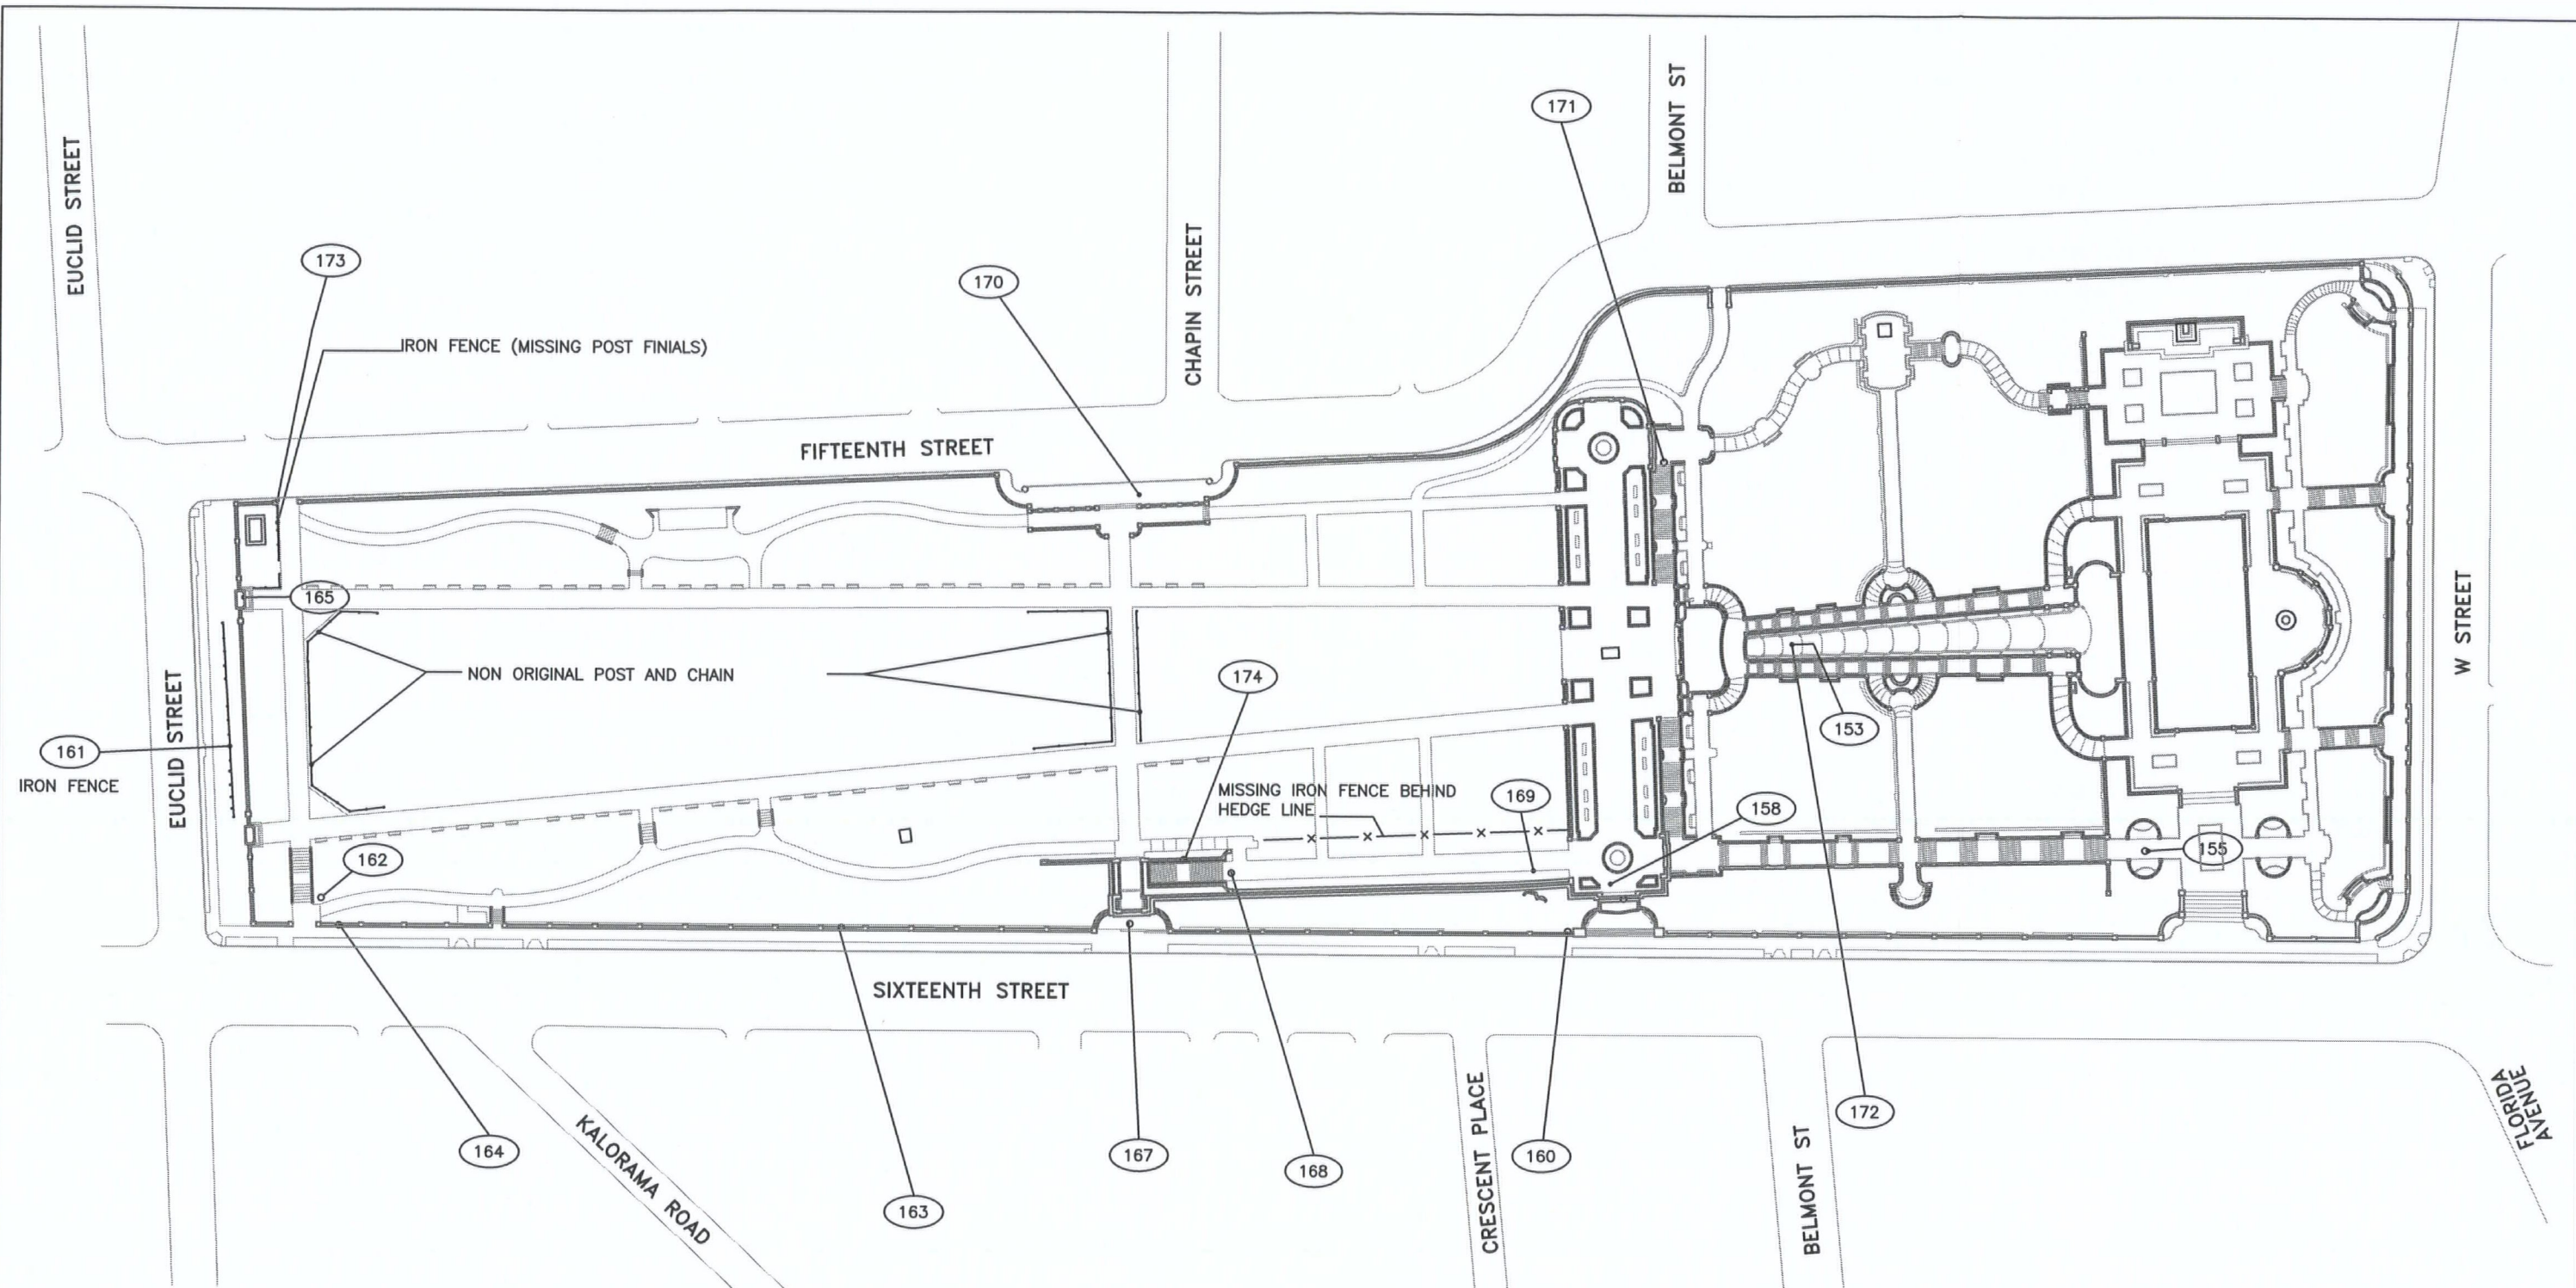 171
BELMONT ST
EUCLID STREET
173
170
CHAPIN STREET
IRON FENCE (MISSING POST FINIALS)
FIFTEENTH STREET
165
W STREET
NON ORIGINAL POST AND CHAIN
174
153
161
IRON FENCE
EUCLID STREET
MISSING IRON FENCE BEHIND
HEDGE LINE
169
158
162
155
SIXTEENTH STREET
172
164
KALORAMA ROAD
163
167
168
CRESCENT PLACE
160
BELMONT ST
FLORIDA
AVENUE